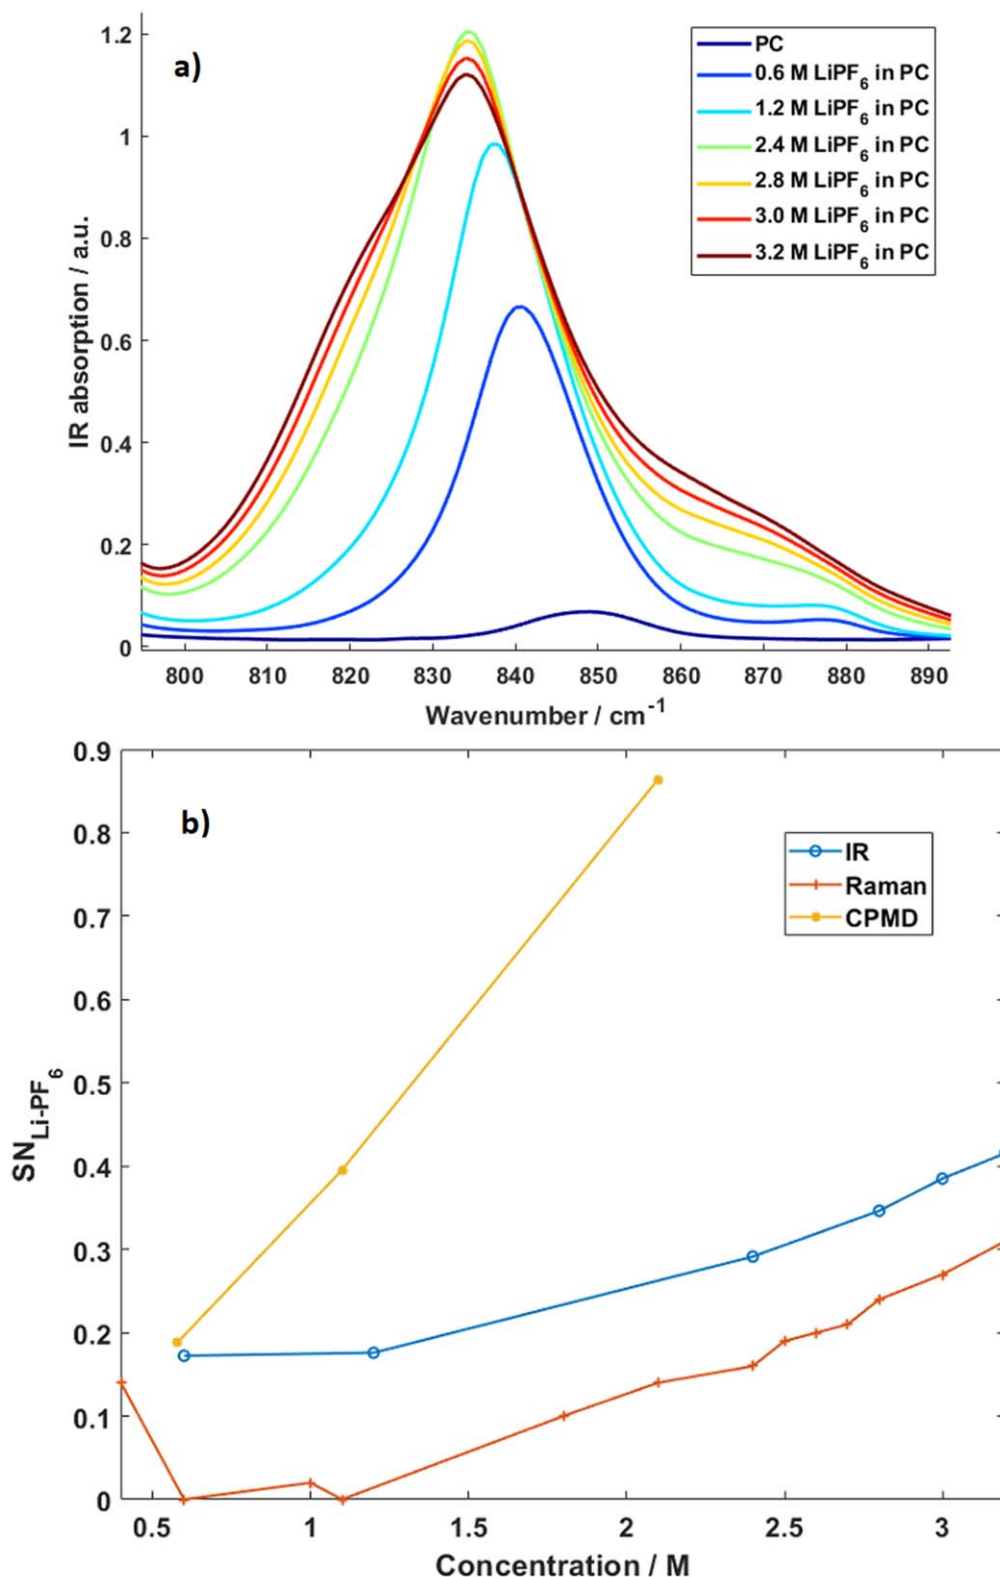 a)
1.2
1
0.8
0.6
0.4
0.2
0
IR absorption / a.u.
PC
0.6 M LiPF6 in PC
1.2 M LiPF6 in PC
2.4 M LiPF6 in PC
2.8 M LiPF6 in PC
3.0 M LiPF6 in PC
3.2 M LiPF6 in PC
800 810 820 830 840 850 860 870 880 890
Wavenumber / cm-1
b)
0.9
0.8
0.7
0.6
0.5
0.4
0.3
0.2
0.1
0
SNLi-PF6
IR
Raman
CPMD
0.5 1 1.5 2 2.5 3
Concentration / M